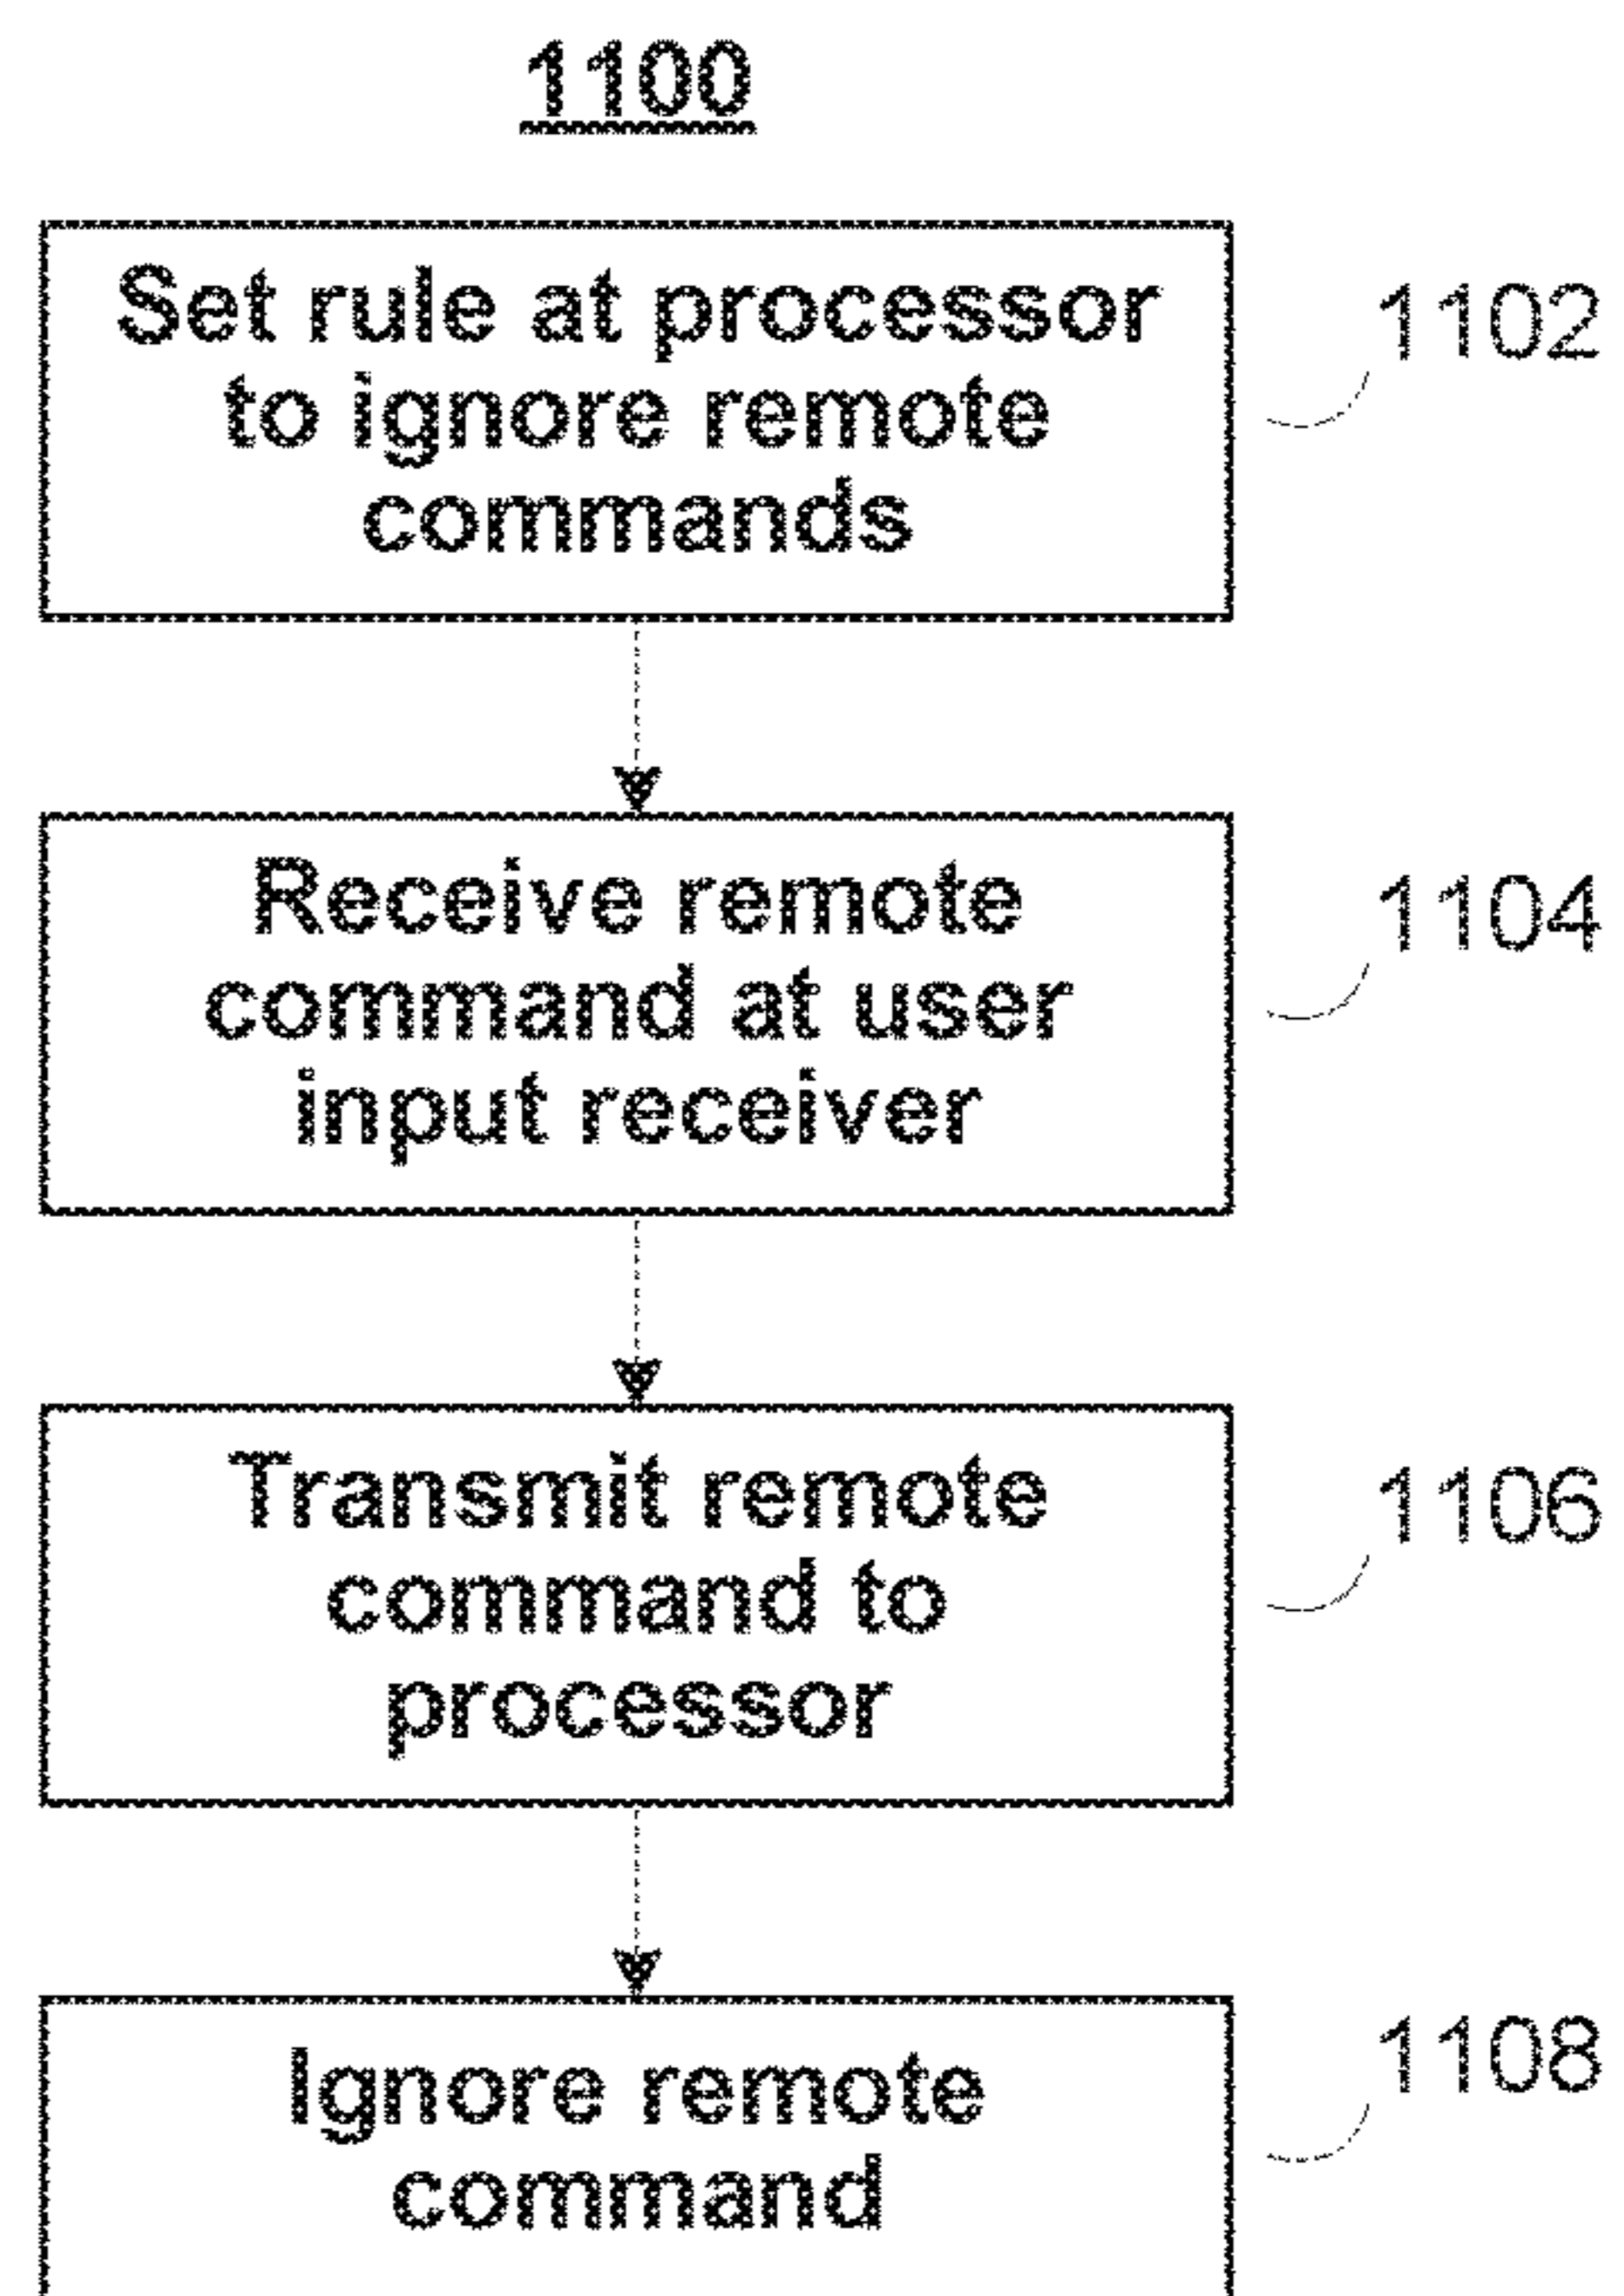 1100
Set rule at processor
to ignore remote
commands
1102
Receive remote
command at user
input receiver
1104
Transmit remote
command to
processor
1106
Ignore remote
command
1108